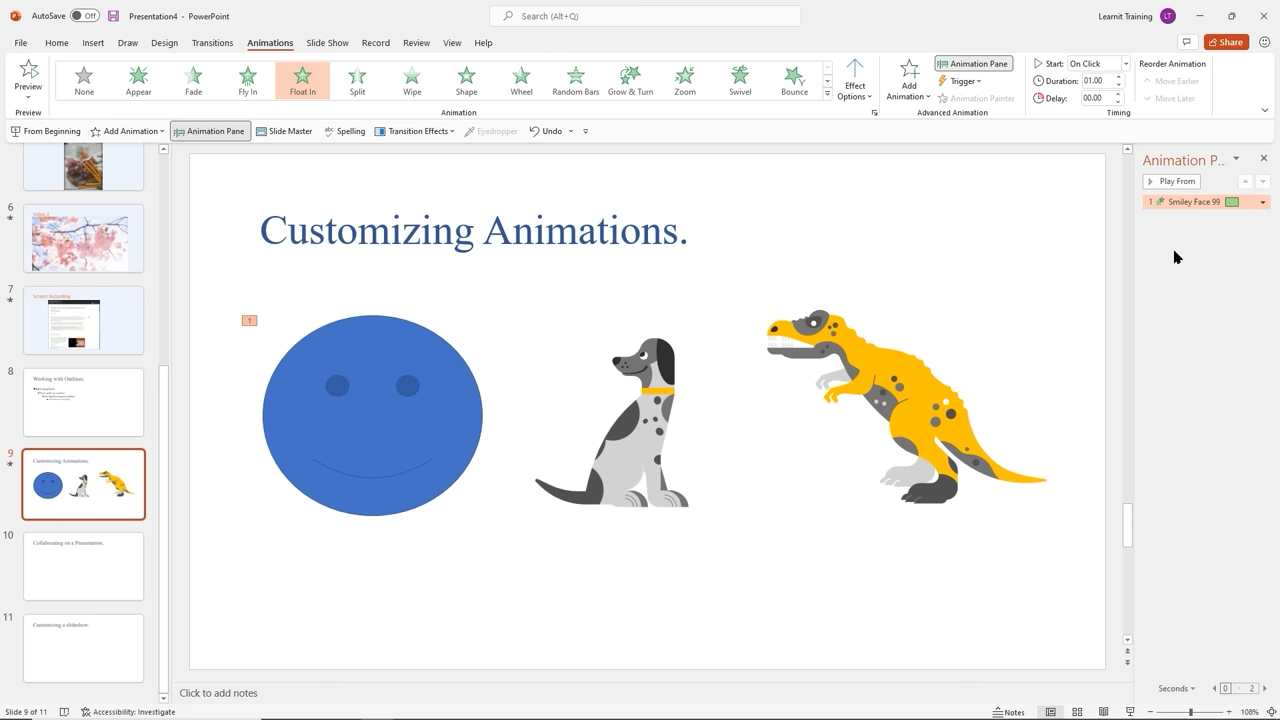 AutoSave Off Presentation4 - PowerPoint Search (Alt+Q) Learnit Training LT
File Home Insert Draw Design Transitions Animations Slide Show Record Review View Help Share
Preview None Appear Fade Fly In Float In Split Wipe Shape Wheel Random Bars Grow & Turn Zoom Swivel Bounce Effect Options Add Animation Animation Pane Trigger Animation Painter Start: On Click Duration: 01.00 Delay: 00.00 Reorder Animation Move Earlier Move Later
Preview Animation Advanced Animation Timing
From Beginning Add Animation Animation Pane Slide Master Spelling Transition Effects Eyedropper Undo
6
Video 2
7
Screen Recording
8
Working with Outlines.
9
Customizing Animations.
10
Collaborating on a Presentation.
11
Customizing a slideshow.
Customizing Animations.
1
Animation P...
Play From
1 Smiley Face 99
Seconds 0 2
Click to add notes
Slide 9 of 11 Accessibility: Investigate Notes 108%